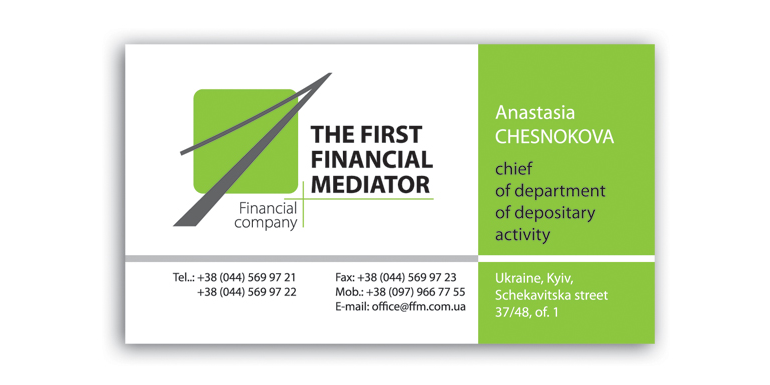 THE FIRST
FINANCIAL
MEDIATOR
Financial
company
Anastasia
CHESNOKOVA
chief
of department
of depositary
activity
Tel..: +38 (044) 569 97 21
+38 (044) 569 97 22
Fax: +38 (044) 569 97 23
Mob.: +38 (097) 966 77 55
E-mail: office@ffm.com.ua
Ukraine, Kyiv,
Schekavitska street
37/48, of. 1